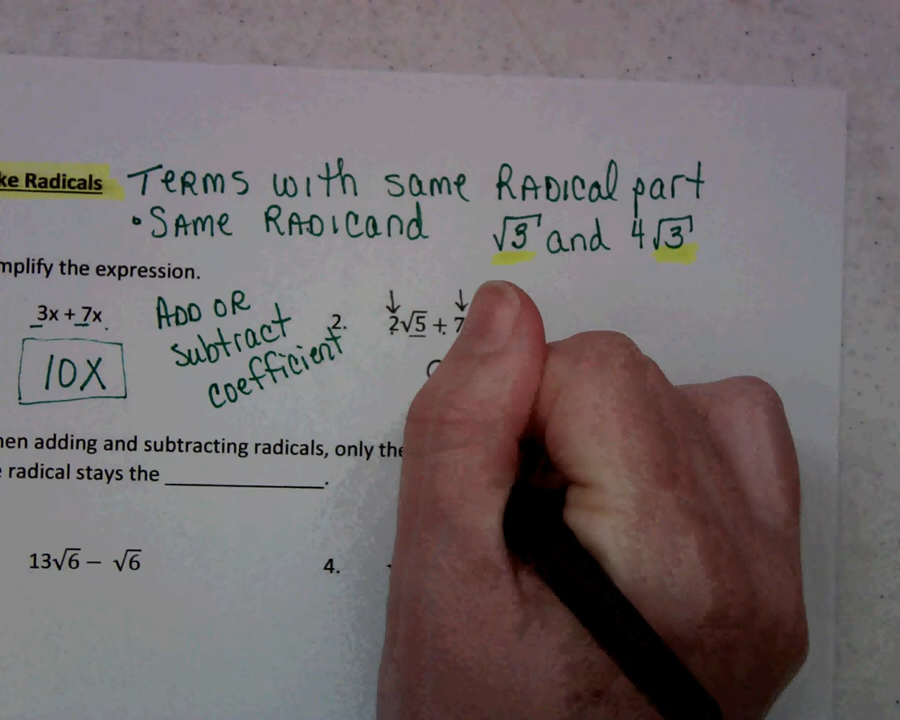 ke Radicals Terms with same Radical part
• Same Radicand √3 and 4√3
mplify the expression.
3x + 7x
10x
Add or
subtract
coefficient
2. 2√5 + 7
en adding and subtracting radicals, only the
radical stays the ____________.
13√6 − √6
4.